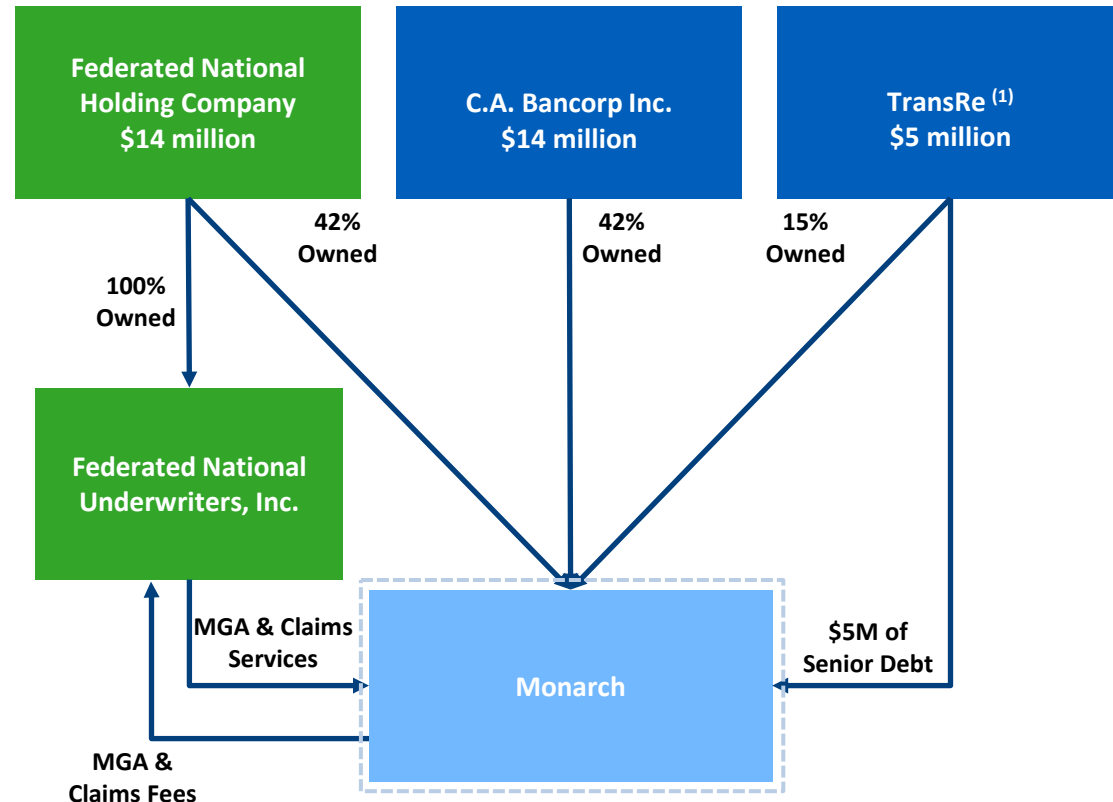 Federated National
Holding Company
$14 million
C.A. Bancorp Inc.
$14 million
TransRe (1)
$5 million
42%
Owned
42%
Owned
15%
Owned
100%
Owned
Federated National
Underwriters, Inc.
MGA & Claims
Services
$5M of
Senior Debt
Monarch
MGA &
Claims Fees